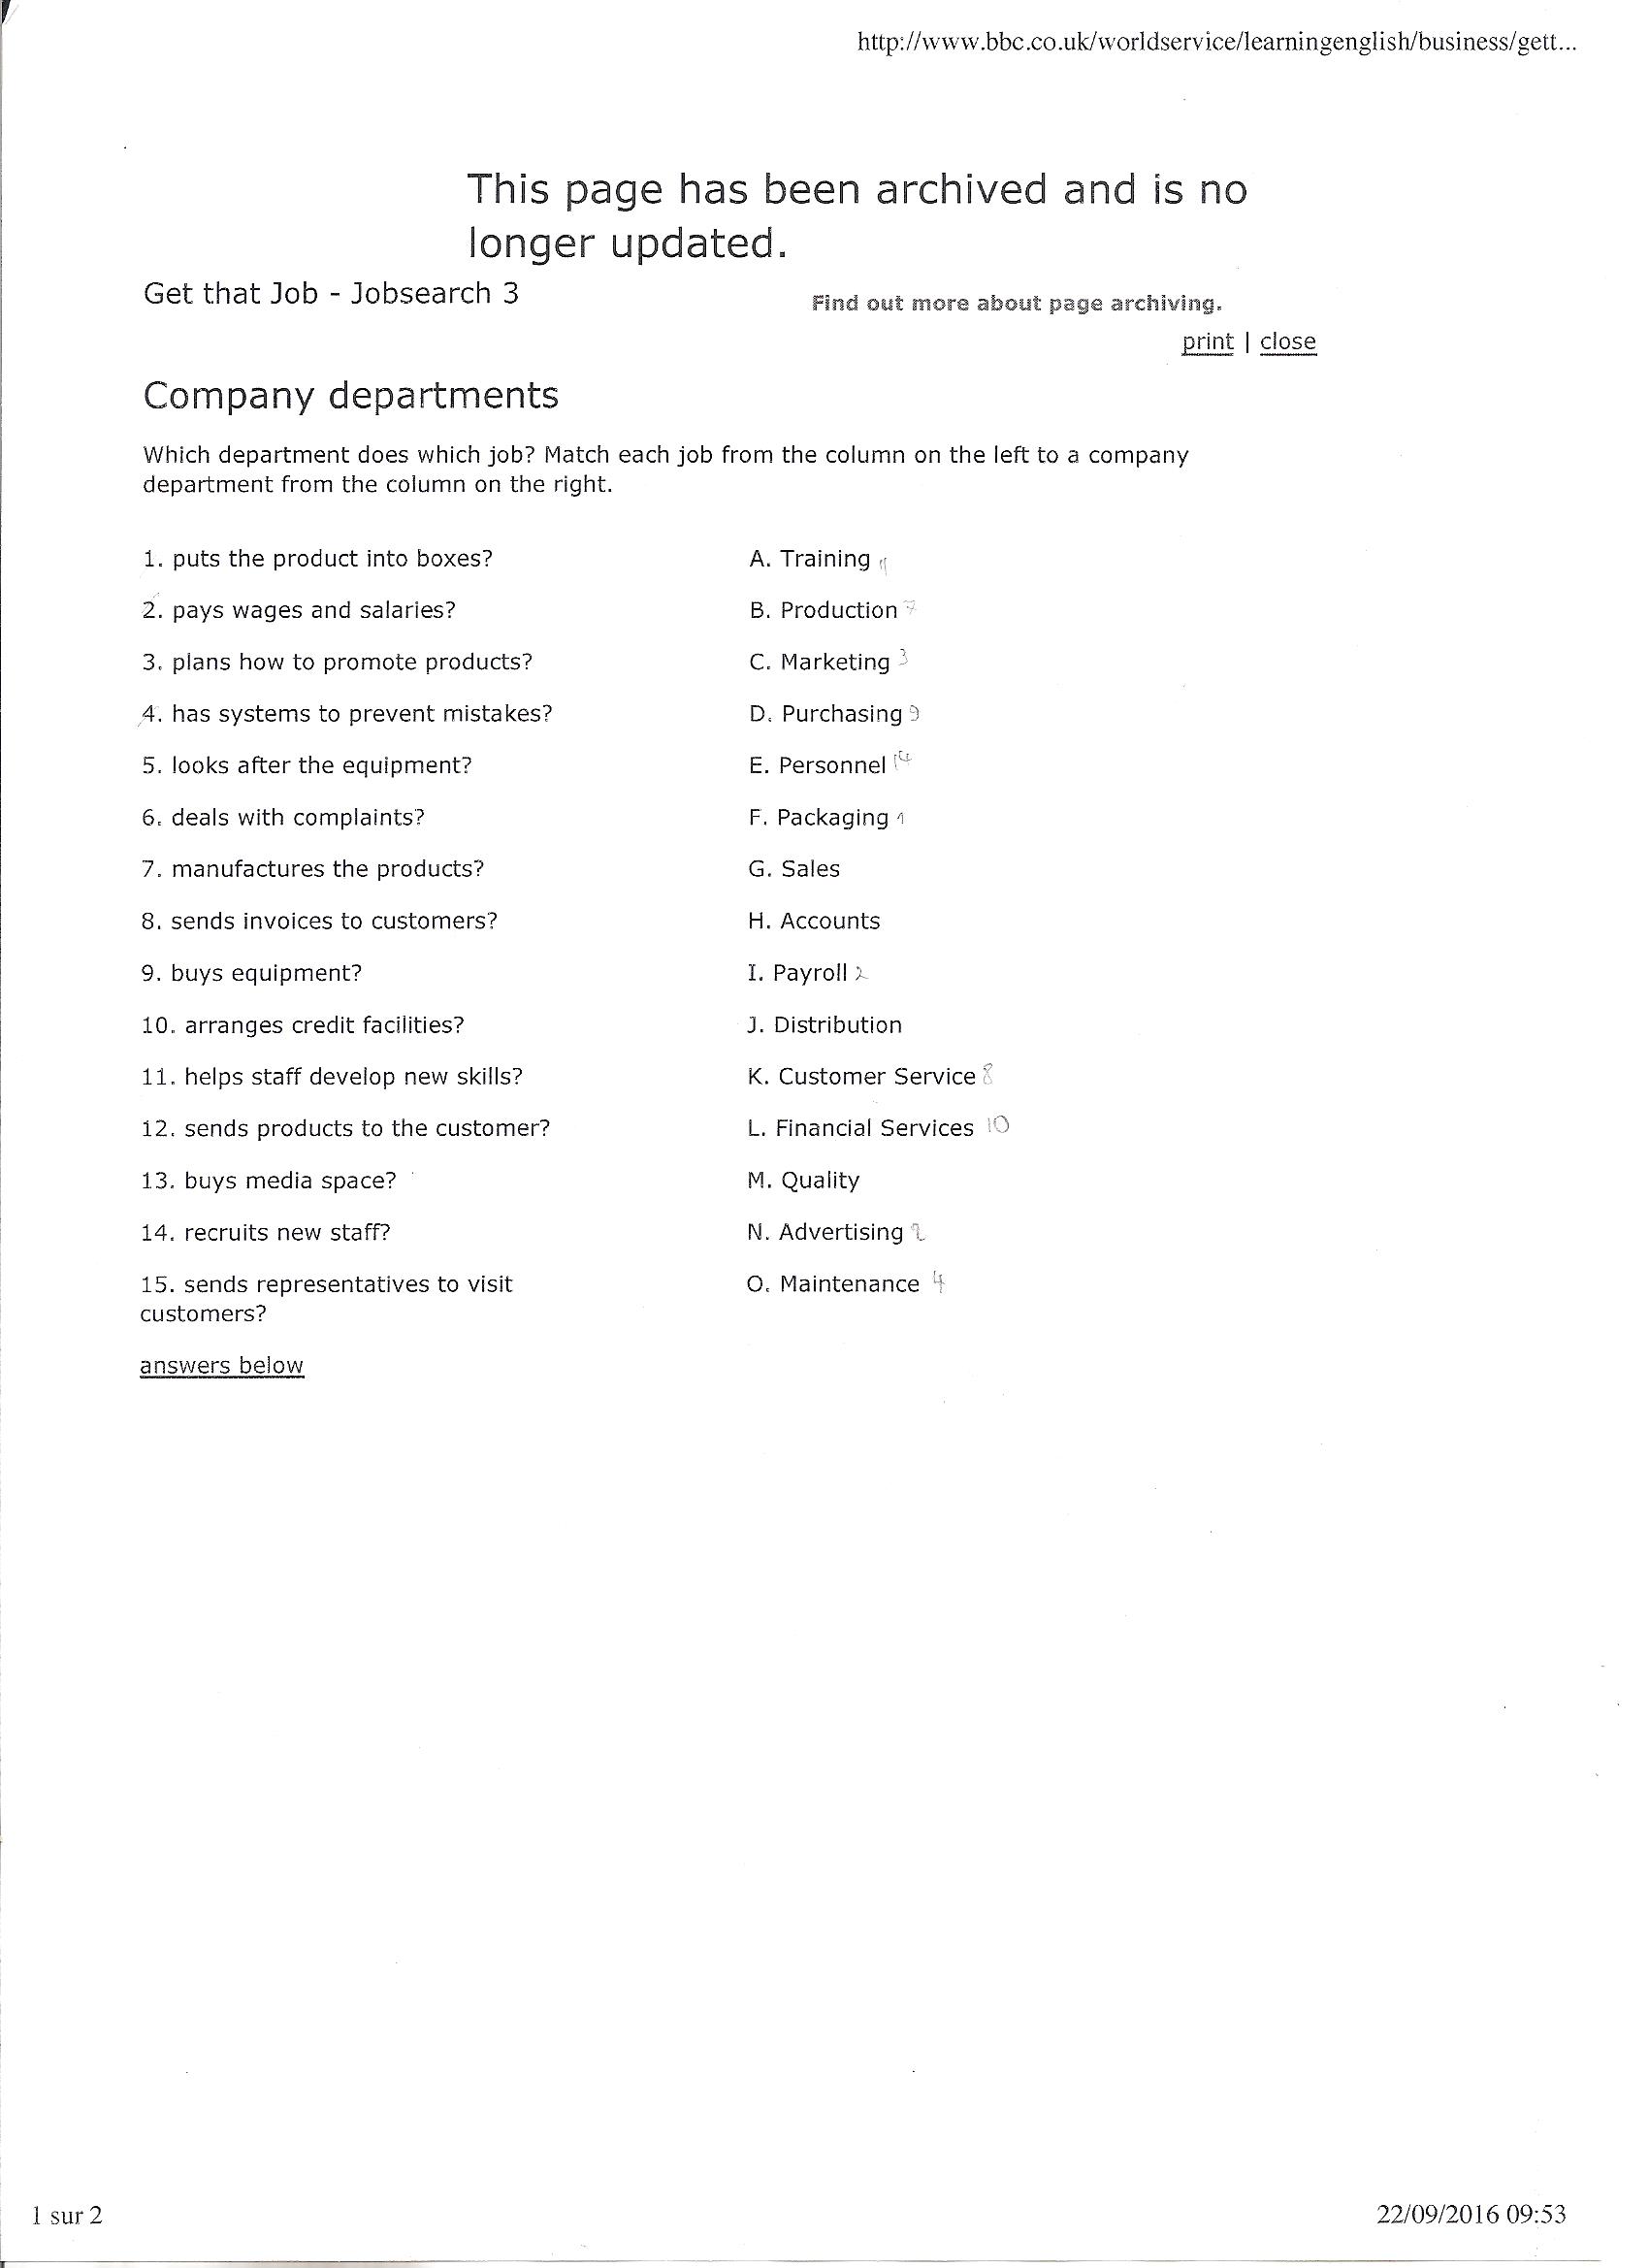 http://www.bbc.co.uk/worldservice/learningenglish/business/gett...
This page has been archived and is no
longer updated.
Get that Job - Jobsearch 3
Find out more about page archiving.
print | close
Company departments
Which department does which job? Match each job from the column on the left to a company
department from the column on the right.
1. puts the product into boxes?
2. pays wages and salaries?
3. plans how to promote products?
4. has systems to prevent mistakes?
5. looks after the equipment?
6. deals with complaints?
7. manufactures the products?
8. sends invoices to customers?
9. buys equipment?
10. arranges credit facilities?
11. helps staff develop new skills?
12. sends products to the customer?
13. buys media space?
14. recruits new staff?
15. sends representatives to visit
customers?
A. Training
B. Production 7
C. Marketing 3
D. Purchasing 9
E. Personnel 14
F. Packaging 1
G. Sales
H. Accounts
I. Payroll 2
J. Distribution
K. Customer Service 8
L. Financial Services 10
M. Quality
N. Advertising
O. Maintenance 4
answers below
1 sur 2
22/09/2016 09:53